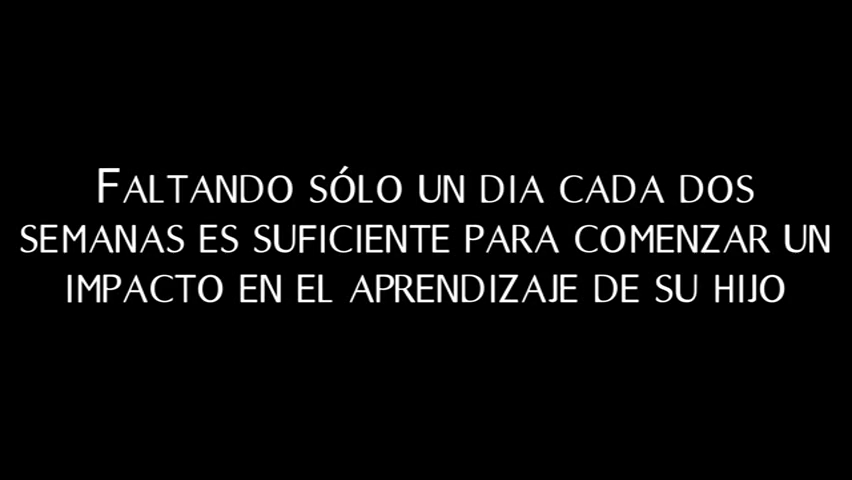 Faltando sólo un dia cada dos
semanas es suficiente para comenzar un
impacto en el aprendizaje de su hijo